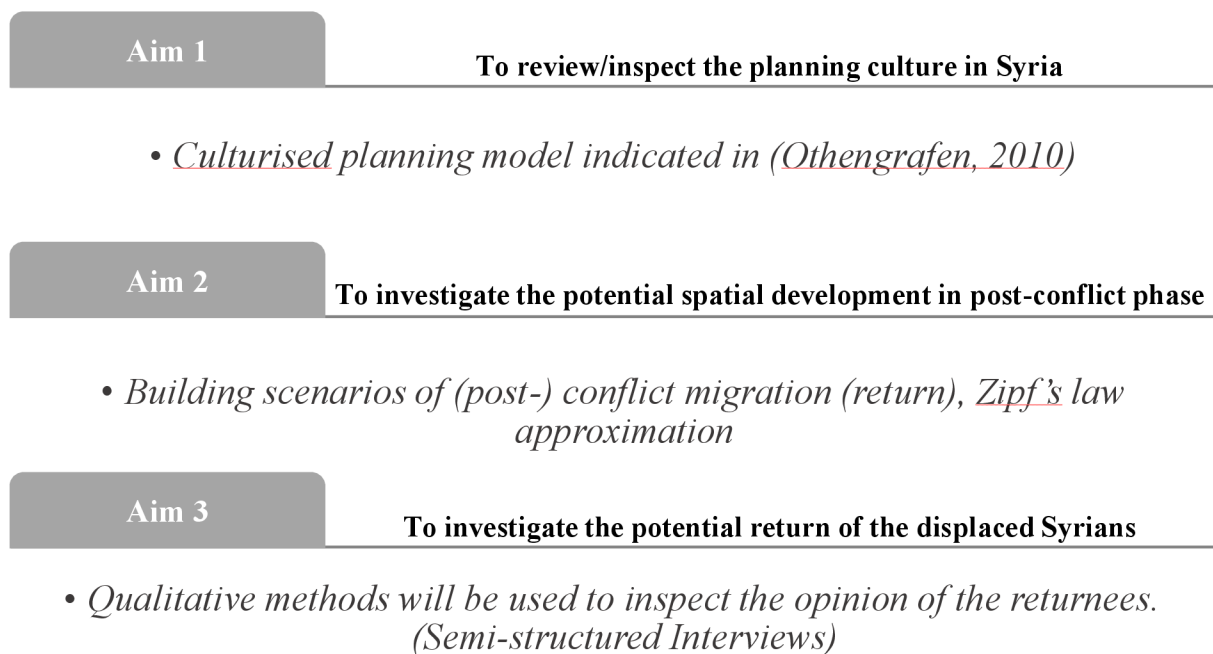 Aim 1
To review/inspect the planning culture in Syria
• Culturised planning model indicated in (Othengrafen, 2010)
Aim 2
To investigate the potential spatial development in post-conflict phase
• Building scenarios of (post-) conflict migration (return), Zipf’s law
approximation
Aim 3
To investigate the potential return of the displaced Syrians
• Qualitative methods will be used to inspect the opinion of the returnees.
(Semi-structured Interviews)